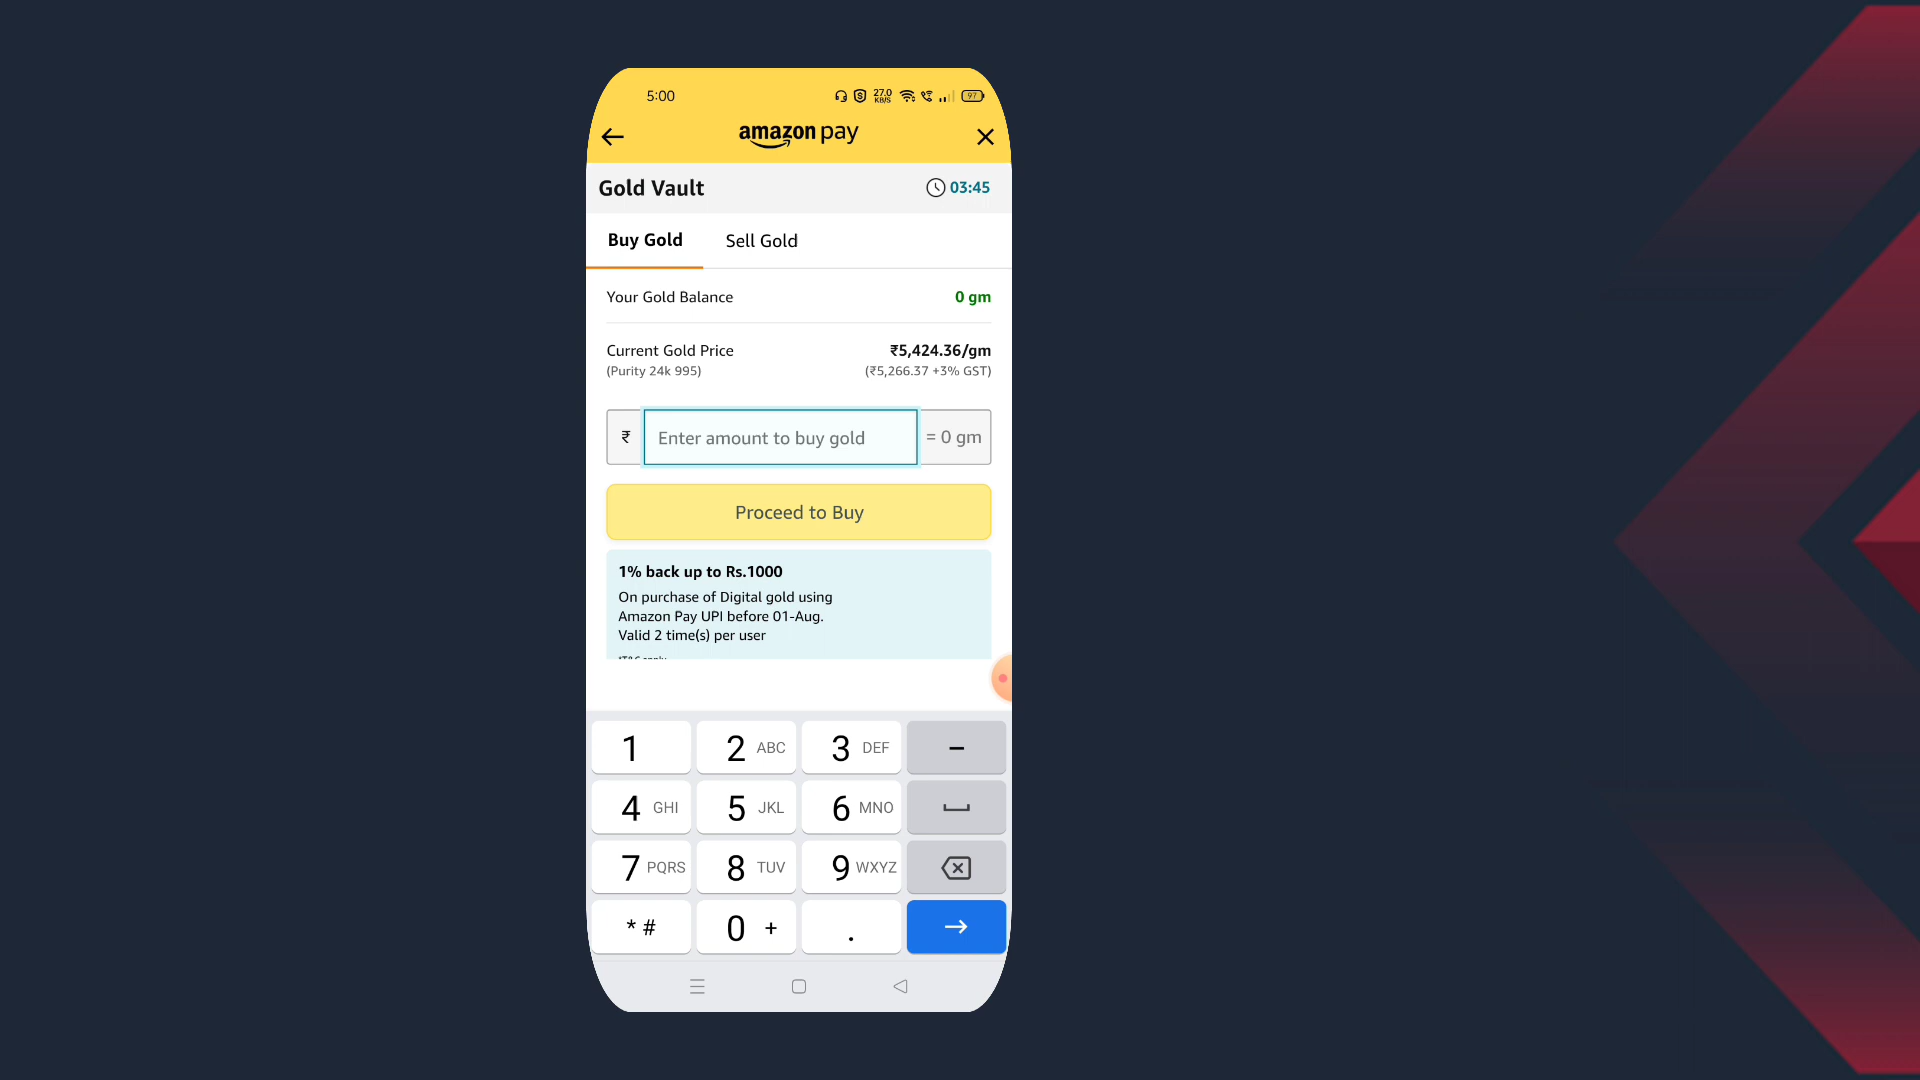 5:00
27.0
KB/S
97
amazon pay
Gold Vault
03:45
Buy Gold Sell Gold
Your Gold Balance 0 gm
Current Gold Price ₹5,424.36/gm
(Purity 24k 995) (₹5,266.37 +3% GST)
₹ Enter amount to buy gold = 0 gm
Proceed to Buy
1% back up to Rs.1000
On purchase of Digital gold using
Amazon Pay UPI before 01-Aug.
Valid 2 time(s) per user
1 2 ABC 3 DEF -
4 GHI 5 JKL 6 MNO
7 PQRS 8 TUV 9 WXYZ
* # 0 + .